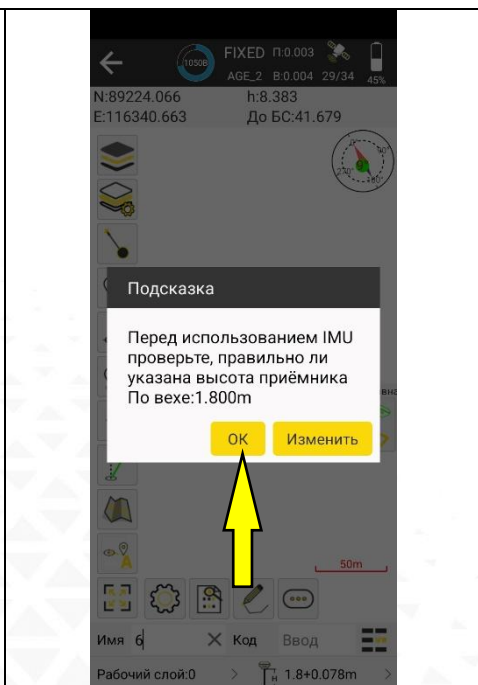 1050B FIXED П:0.003
AGE_2 В:0.004 29/34 45%
N:89224.066 h:8.383
E:116340.663 До БС:41.679
Подсказка
Перед использованием IMU
проверьте, правильно ли
указана высота приёмника
По вехе:1.800m
ОК Изменить
50m
Имя 6 Код Ввод
Рабочий слой:0 > H 1.8+0.078m >